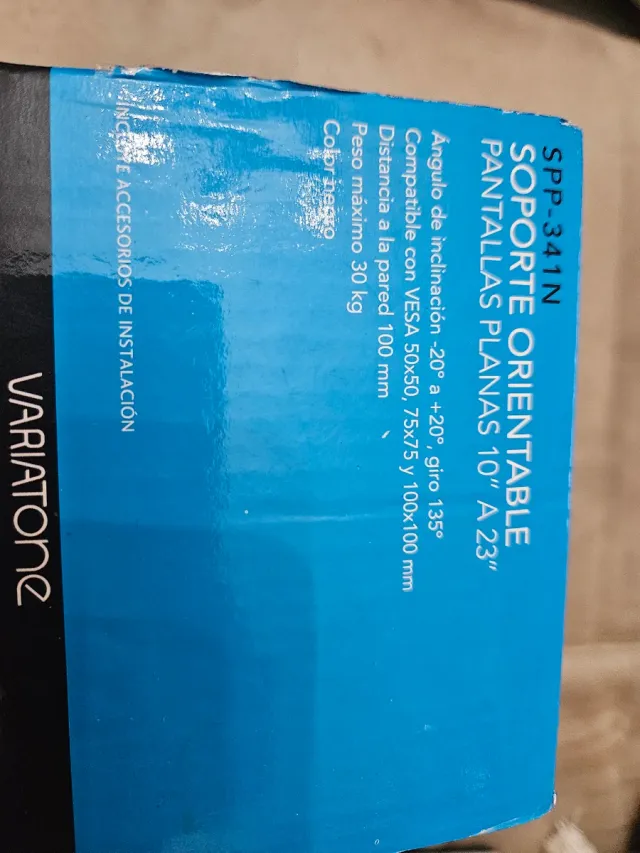 SPP-341N
SOPORTE ORIENTABLE
PANTALLAS PLANAS 10" A 23"
Ángulo de inclinación -20° a +20°, giro 135°
Compatible con VESA 50x50, 75x75 y 100x100 mm
Distancia a la pared 100 mm
Peso máximo 30 kg
Color negro
*INCLUYE ACCESORIOS DE INSTALACIÓN
VARIATONE